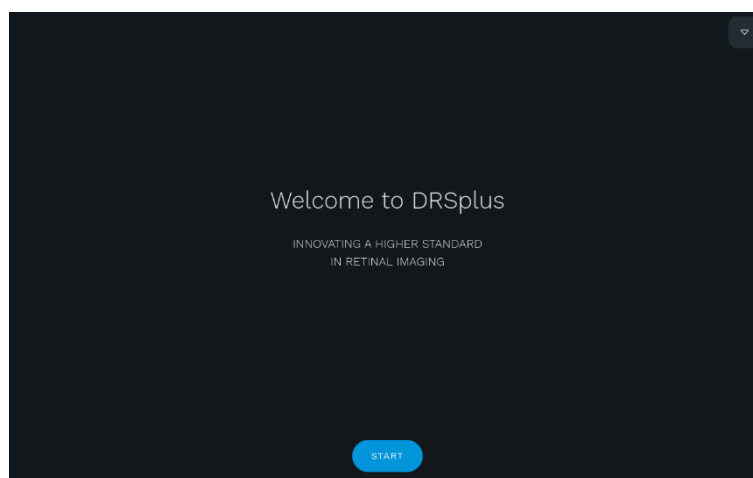 Welcome to DRSplus
INNOVATING A HIGHER STANDARD
IN RETINAL IMAGING
START